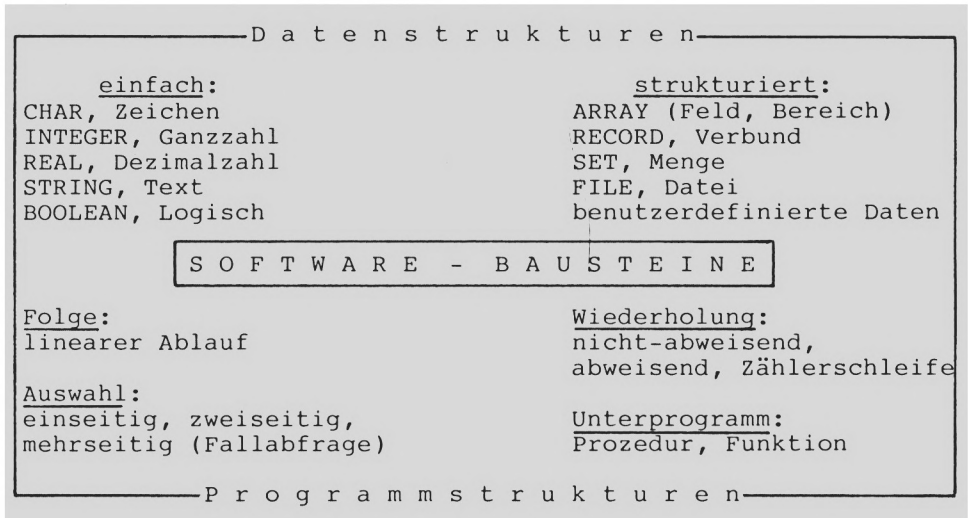 Datenstrukturen
einfach:
CHAR, Zeichen
INTEGER, Ganzzahl
REAL, Dezimalzahl
STRING, Text
BOOLEAN, Logisch
strukturiert:
ARRAY (Feld, Bereich)
RECORD, Verbund
SET, Menge
FILE, Datei
benutzerdefinierte Daten
SOFTWARE - BAUSTEINE
Folge:
linearer Ablauf
Auswahl:
einseitig, zweiseitig,
mehrseitig (Fallabfrage)
Wiederholung:
nicht-abweisend,
abweisend, Zählerschleife
Unterprogramm:
Prozedur, Funktion
Programmstrukturen